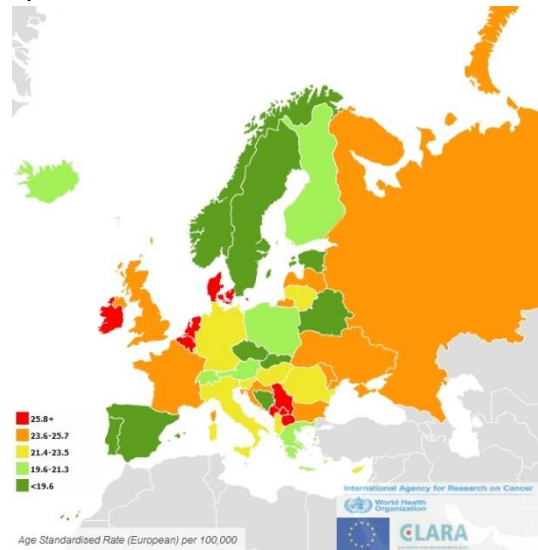 25.8+
23.6-25.7
21.4-23.5
19.6-21.3
<19.6
International Agency for Research on Cancer
World Health
Organization
CLARA
Age Standardised Rate (European) per 100,000